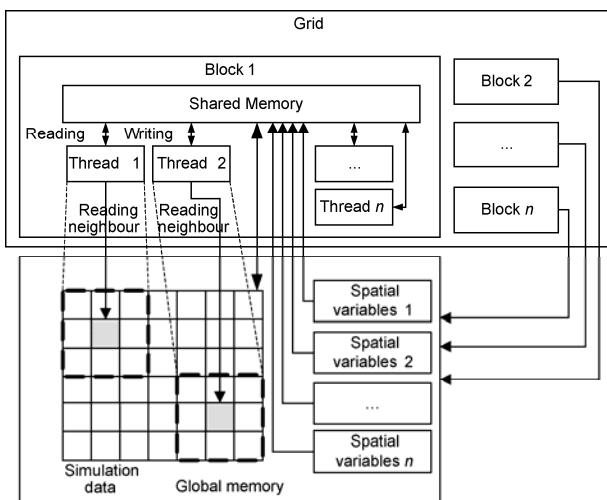 Grid
Block 1
Shared Memory
Reading
Writing
Thread 1
Thread 2
...
Thread n
Reading
neighbour
Reading
neighbour
Block 2
...
Block n
Spatial
variables 1
Spatial
variables 2
...
Spatial
variables n
Simulation
data
Global memory